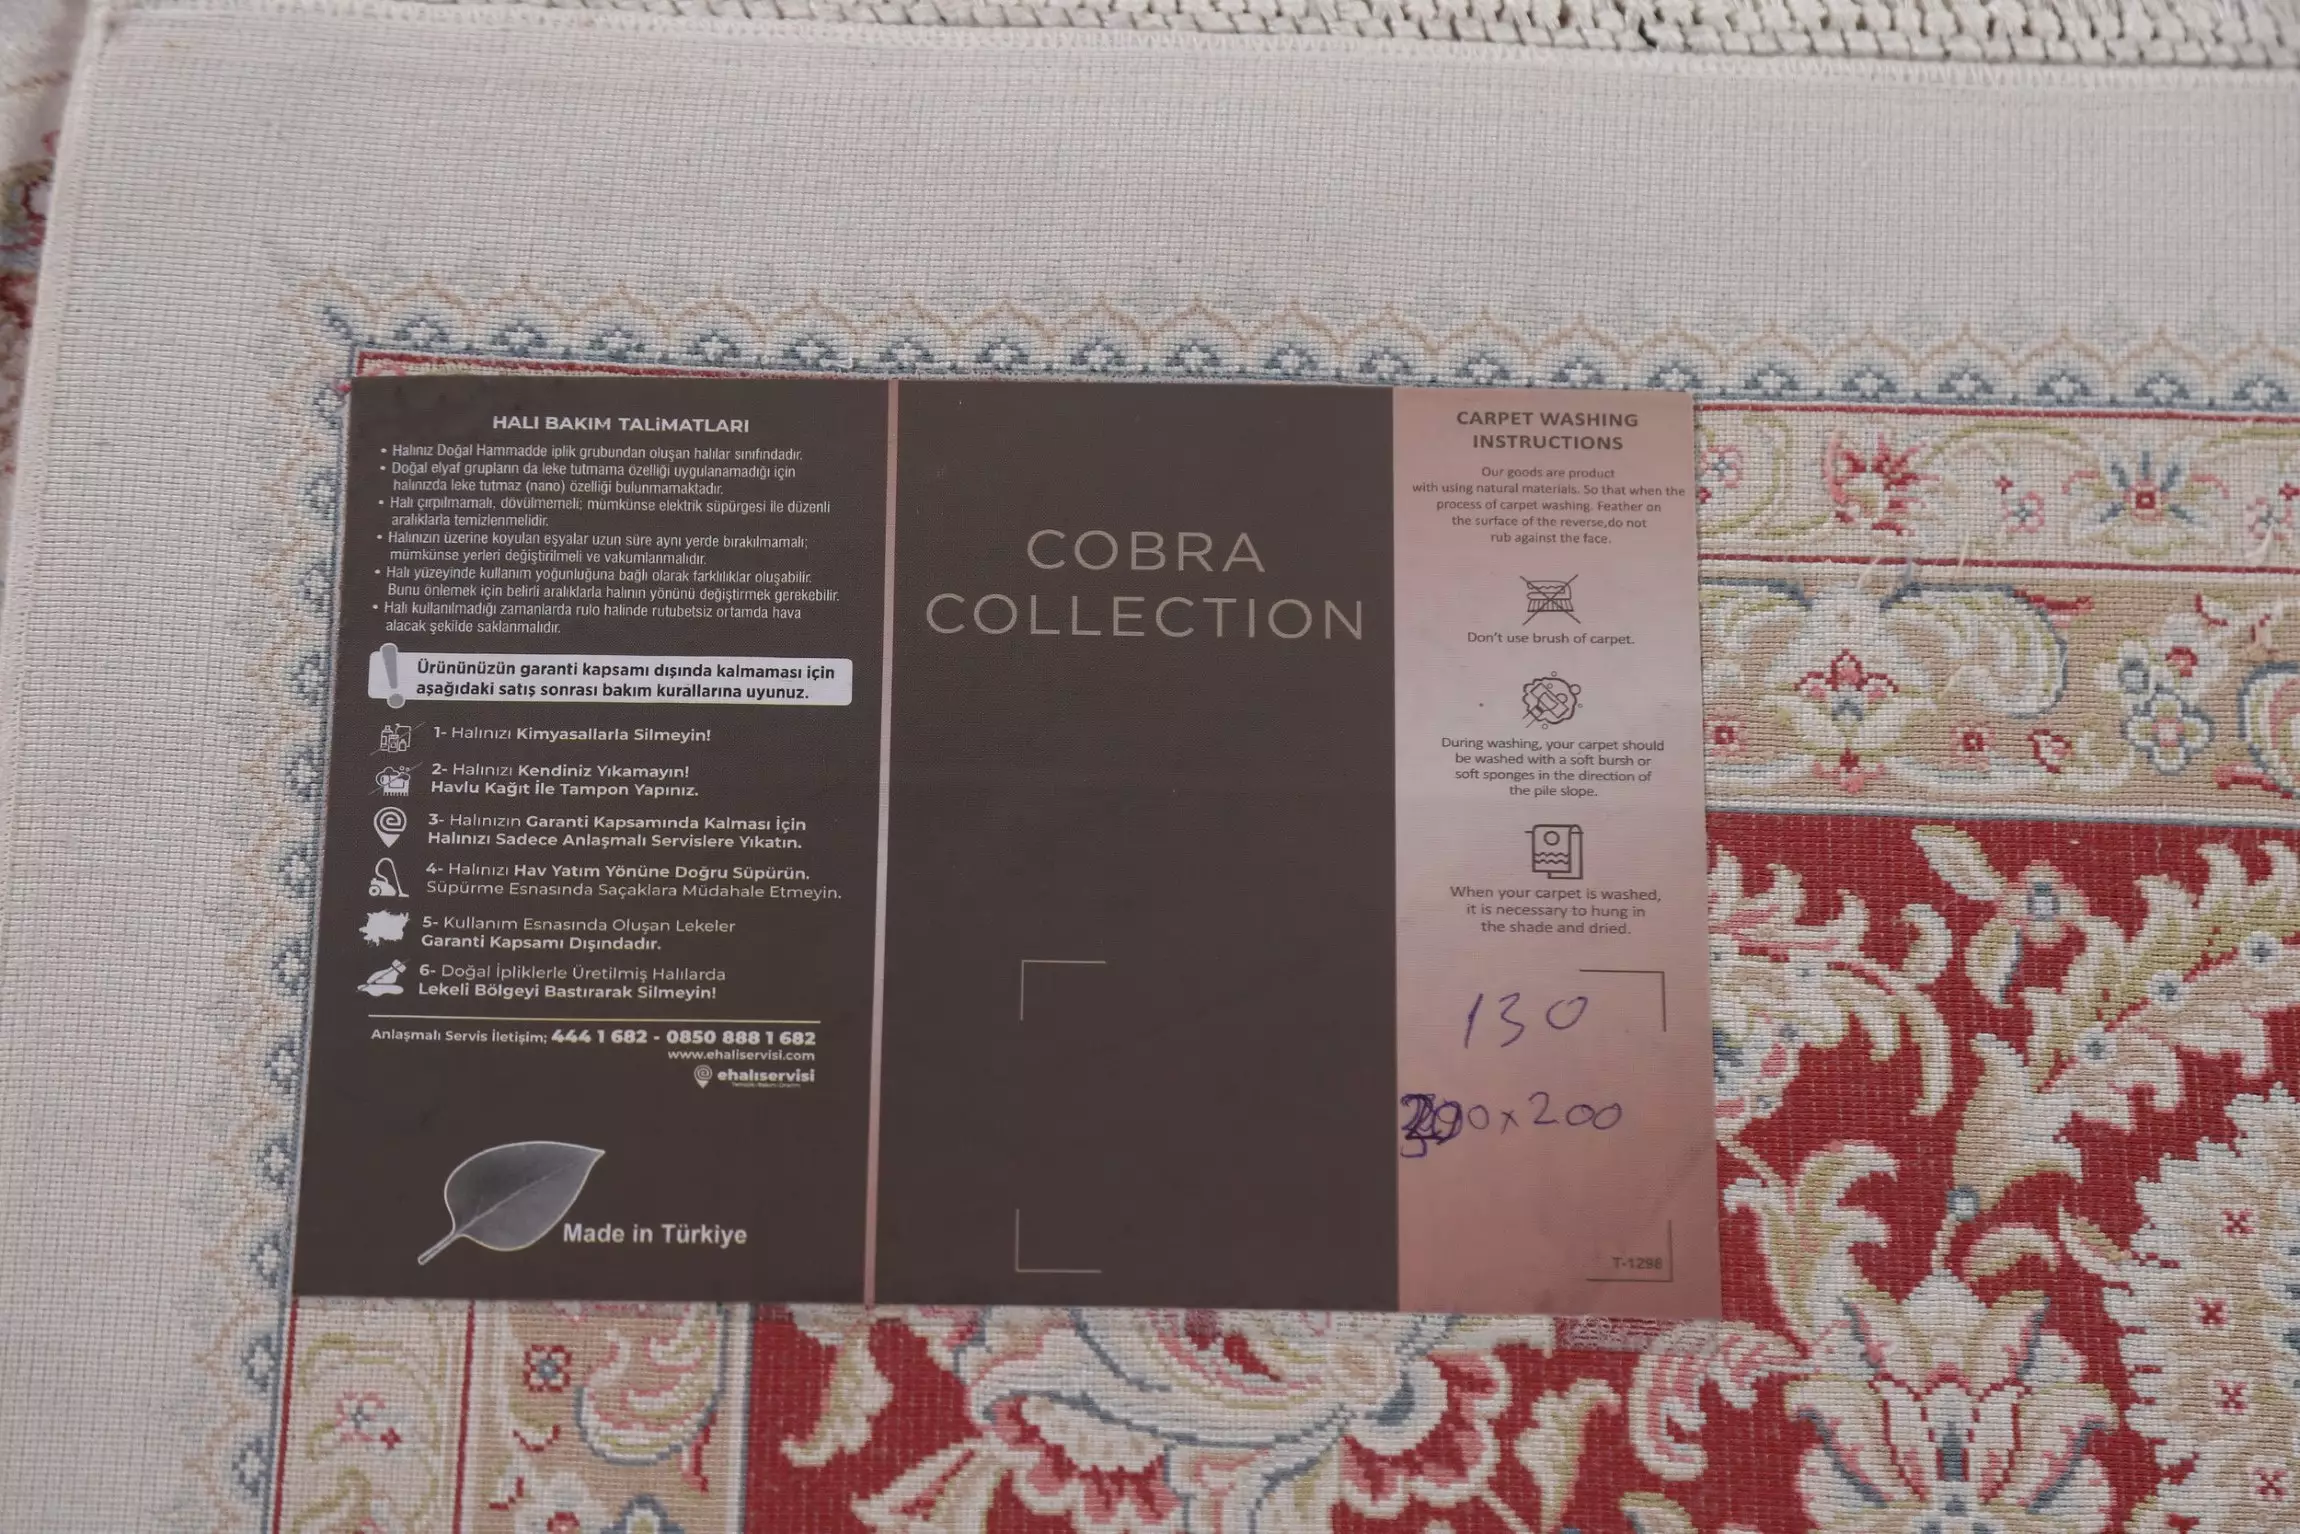 HALI BAKIM TALİMATLARI
• Halınız Doğal Hammadde iplik grubundan oluşan halılar sınıfındadır.
• Doğal elyaf grupların da leke tutmama özelliği uygulanamadığı için
halınızda leke tutmaz (nano) özelliği bulunmamaktadır.
• Halı çırpılmamalı, dövülmemeli; mümkünse elektrik süpürgesi ile düzenli
aralıklarla temizlenmelidir.
• Halınızın üzerine koyulan eşyalar uzun süre aynı yerde bırakılmamalı;
mümkünse yerleri değiştirilmeli ve vakumlanmalıdır.
• Halı yüzeyinde kullanım yoğunluğuna bağlı olarak farklılıklar oluşabilir.
Bunu önlemek için belirli aralıklarla halının yönünü değiştirmek gerekebilir.
• Halı kullanılmadığı zamanlarda rulo halinde rutubetsiz ortamda hava
alacak şekilde saklanmalıdır.
Ürününüzün garanti kapsamı dışında kalmaması için
aşağıdaki satış sonrası bakım kurallarına uyunuz.
1- Halınızı Kimyasallarla Silmeyin!
2- Halınızı Kendiniz Yıkamayın!
Havlu Kağıt İle Tampon Yapınız.
3- Halınızın Garanti Kapsamında Kalması İçin
Halınızı Sadece Anlaşmalı Servislere Yıkatın.
4- Halınızı Hav Yatım Yönüne Doğru Süpürün.
Süpürme Esnasında Saçaklara Müdahale Etmeyin.
5- Kullanım Esnasında Oluşan Lekeler
Garanti Kapsamı Dışındadır.
6- Doğal İpliklerle Üretilmiş Halılarda
Lekeli Bölgeyi Bastırarak Silmeyin!
Anlaşmalı Servis İletişim; 444 1 682 - 0850 888 1 682
www.ehaliservisi.com
ehalıservisi
Made in Türkiye
COBRA
COLLECTION
CARPET WASHING
INSTRUCTIONS
Our goods are product
with using natural materials. So that when the
process of carpet washing. Feather on
the surface of the reverse,do not
rub against the face.
Don't use brush of carpet.
During washing, your carpet should
be washed with a soft bursh or
soft sponges in the direction of
the pile slope.
When your carpet is washed,
it is necessary to hung in
the shade and dried.
130
x 200
T-1298